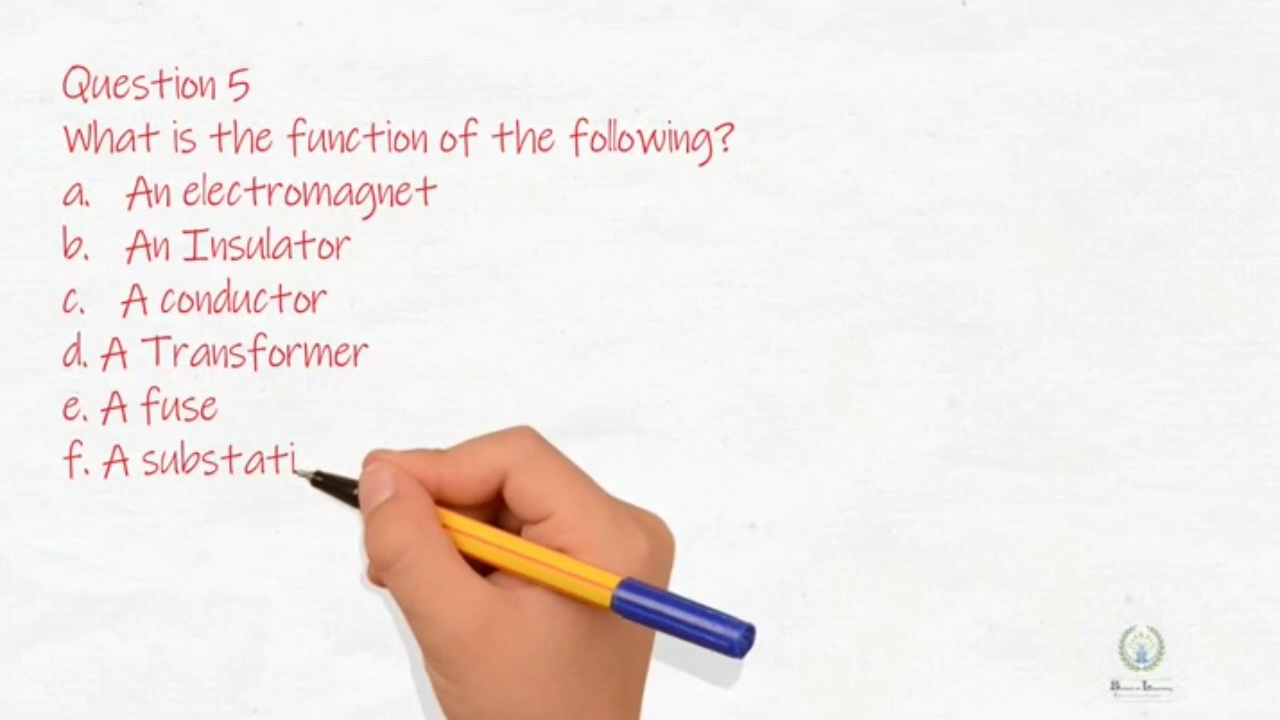 Question 5
What is the function of the following?
a. An electromagnet
b. An Insulator
c. A conductor
d. A Transformer
e. A fuse
f. A substati